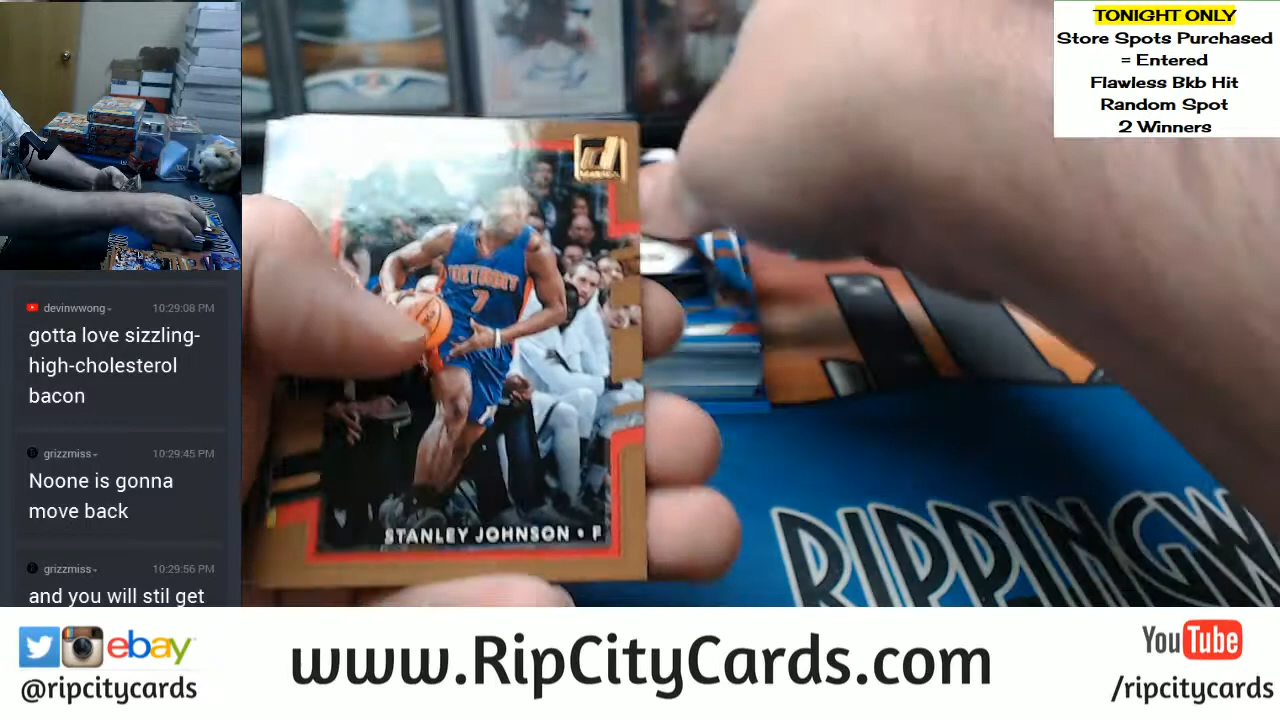 TONIGHT ONLY
Store Spots Purchased
= Entered
Flawless Bkb Hit
Random Spot
2 Winners
devinwwong
10:29:08 PM
gotta love sizzling-
high-cholesterol
bacon
grizzmiss
10:29:45 PM
Noone is gonna
move back
grizzmiss
10:29:56 PM
and you will stil get
DETROIT
7
STANLEY JOHNSON • F
RIPPINGW
ebay
@ripcitycards
www.RipCityCards.com
YouTube
/ripcitycards